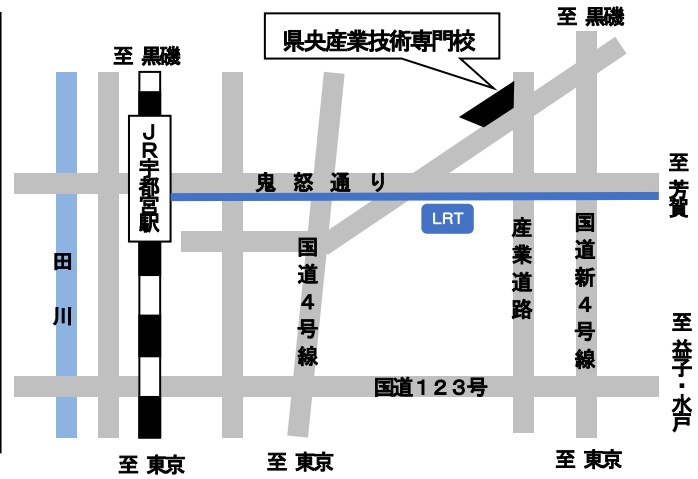 至 黒磯
県央産業技術専門校
至 黒磯
JR宇都宮駅
鬼怒通り
至 芳賀
LRT
田川
国道4号線
産業道路
国道新4号線
至 益子・水戸
国道123号
至 東京
至 東京
至 東京